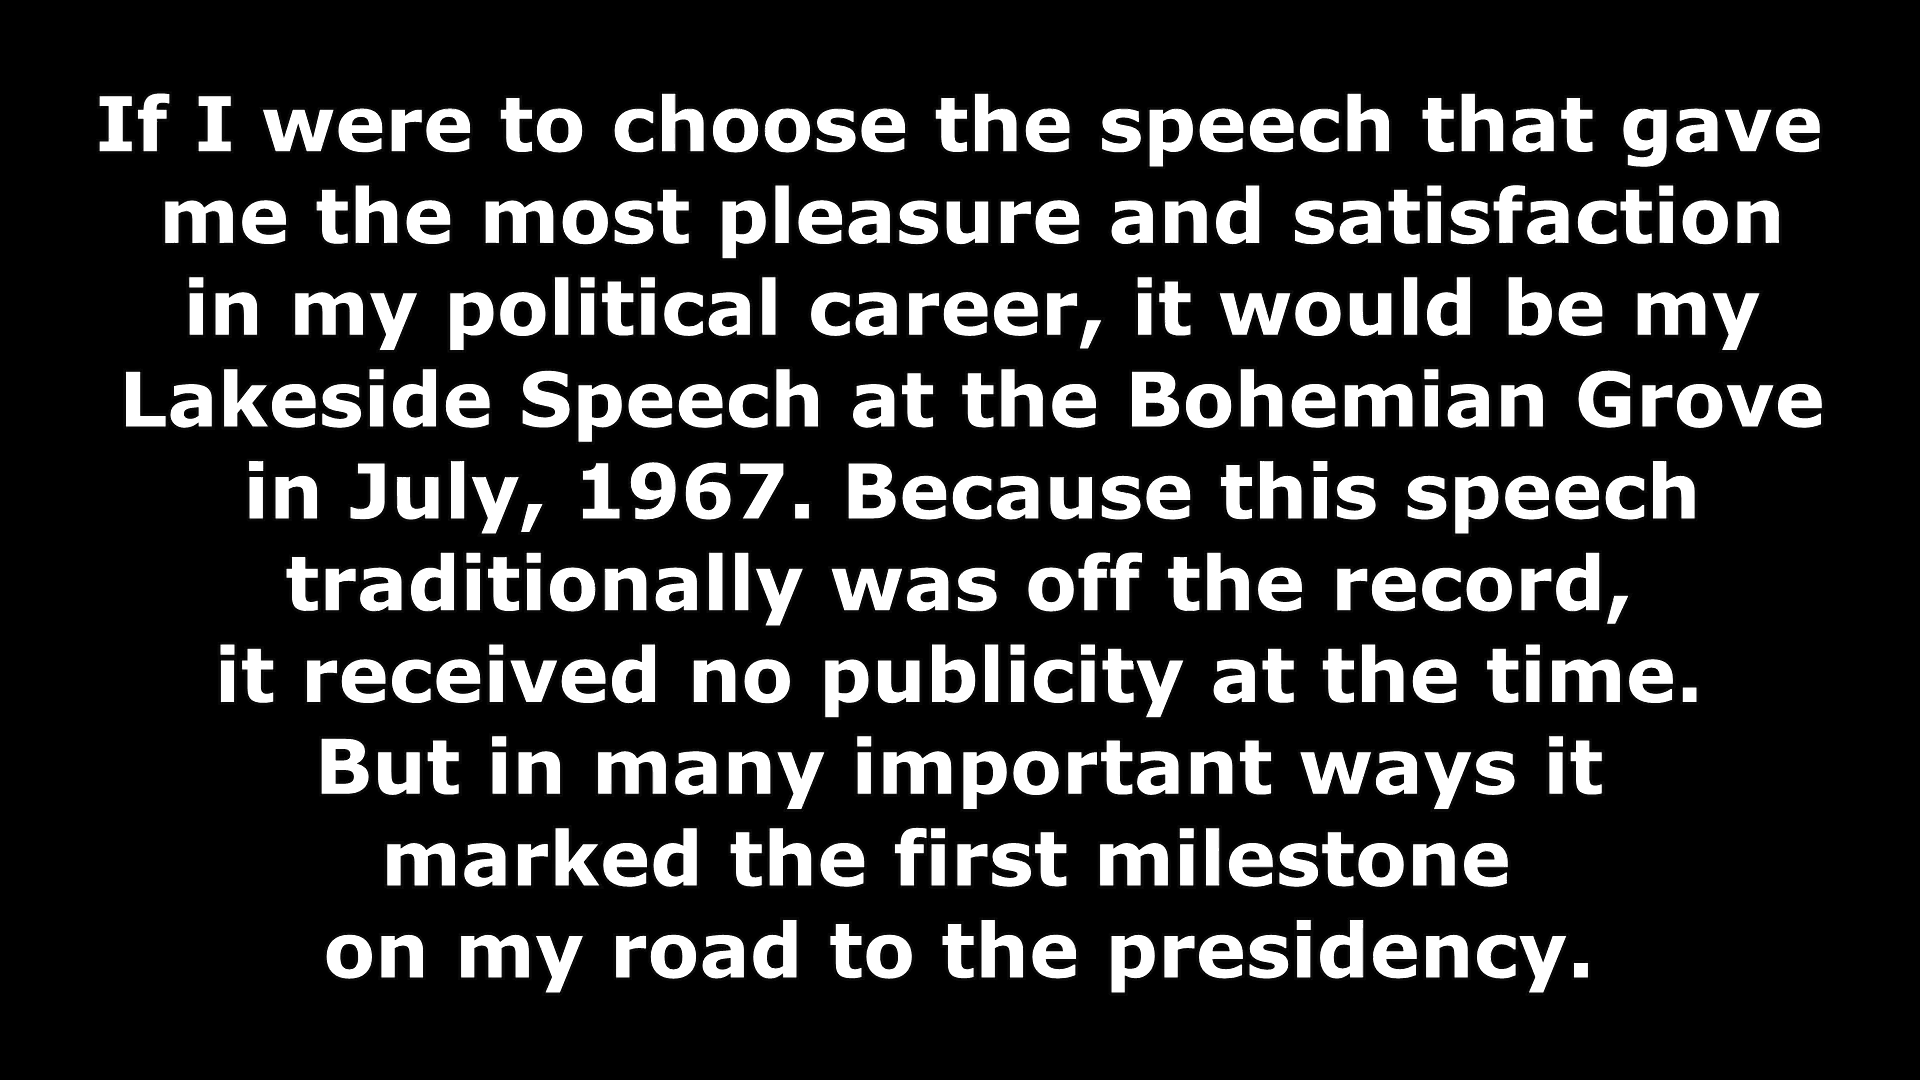 If I were to choose the speech that gave
me the most pleasure and satisfaction
in my political career, it would be my
Lakeside Speech at the Bohemian Grove
in July, 1967. Because this speech
traditionally was off the record,
it received no publicity at the time.
But in many important ways it
marked the first milestone
on my road to the presidency.